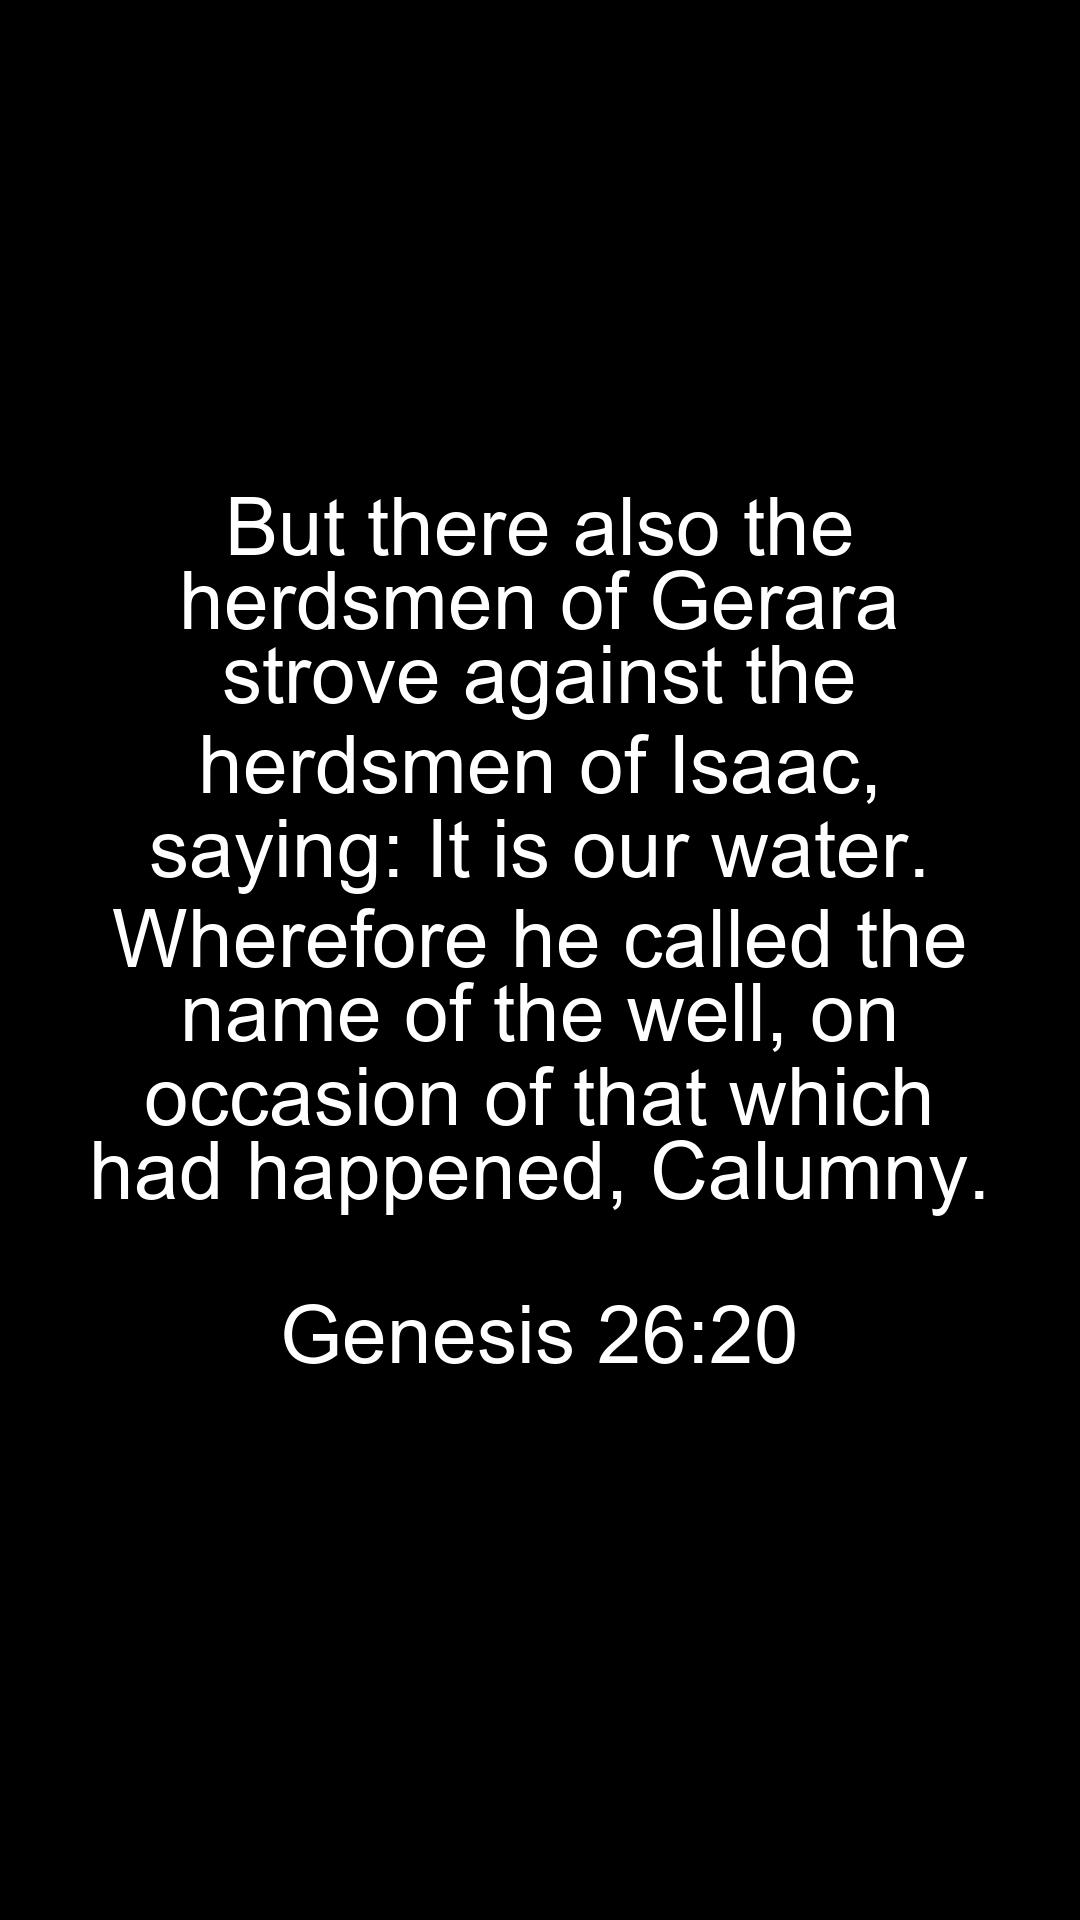 But there also the
herdsmen of Gerara
strove against the
herdsmen of Isaac,
saying: It is our water.
Wherefore he called the
name of the well, on
occasion of that which
had happened, Calumny.
Genesis 26:20